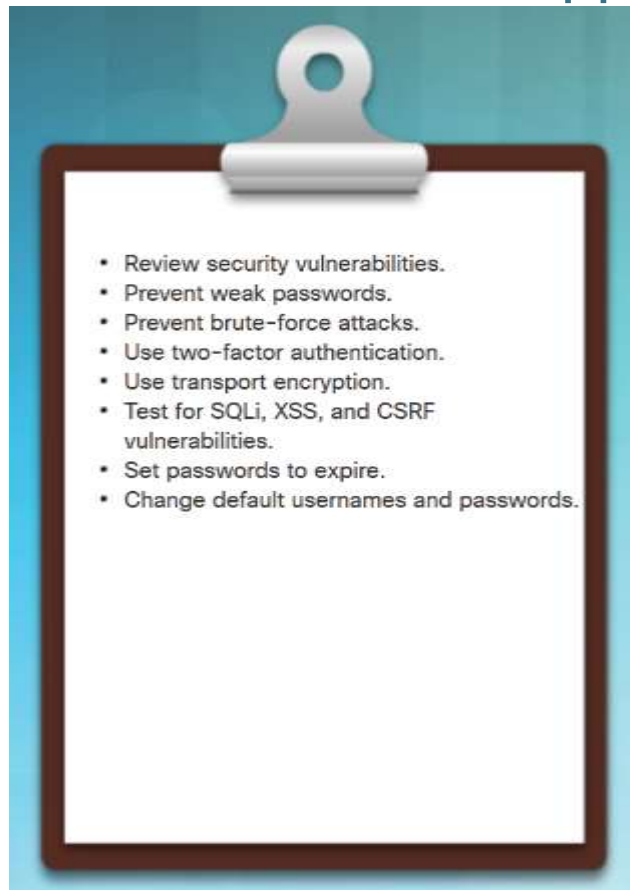 • Review security vulnerabilities.
• Prevent weak passwords.
• Prevent brute-force attacks.
• Use two-factor authentication.
• Use transport encryption.
• Test for SQLi, XSS, and CSRF
vulnerabilities.
• Set passwords to expire.
• Change default usernames and passwords.